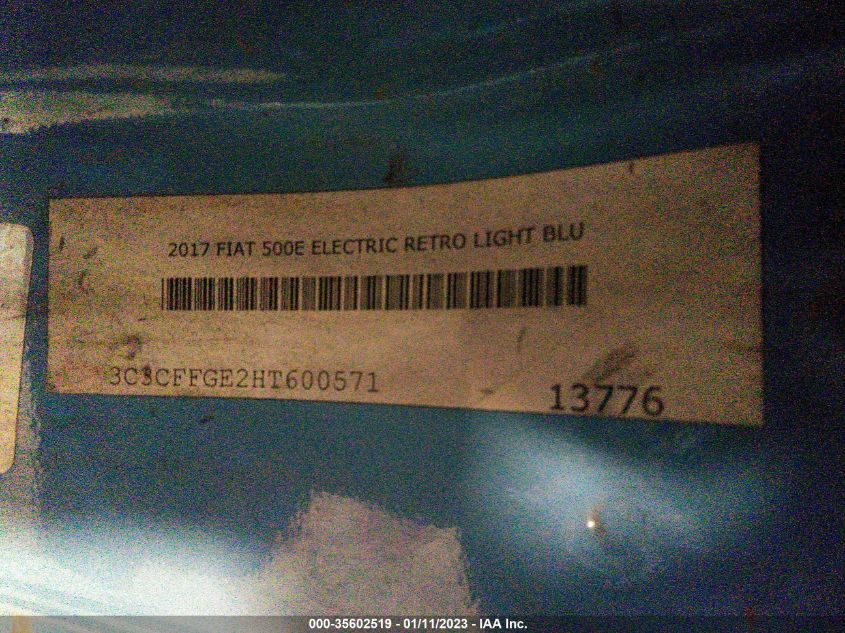 2017 FIAT 500E ELECTRIC RETRO LIGHT BLU
3C3CFFGE2HT600571
13776
000-35602519 - 01/11/2023 - IAA Inc.